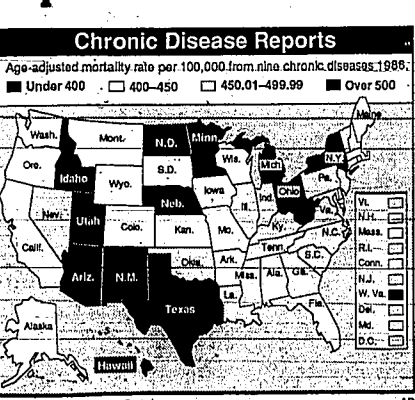 Chronic Disease Reports
Age-adjusted mortality rate per 100,000 from nine chronic diseases 1986.
Under 400 400–450 450.01–499.99 Over 500
Maine
Wash. Mont. N.D. Minn.
Ore. Idaho Wyo. S.D. Wis. Mich. N.Y.
Nev. Utah Colo. Neb. Iowa Ill. Ind. Ohio Pa.
Calif. Kan. Mo. Ky. Va.
Ariz. N.M. Okla. Ark. Tenn. N.C.
Texas La. Miss. Ala. Ga. S.C.
Fla.
Alaska
Hawaii
Vt.
N.H.
Mass.
R.I.
Conn.
N.J.
W. Va.
Del.
Md.
D.C.